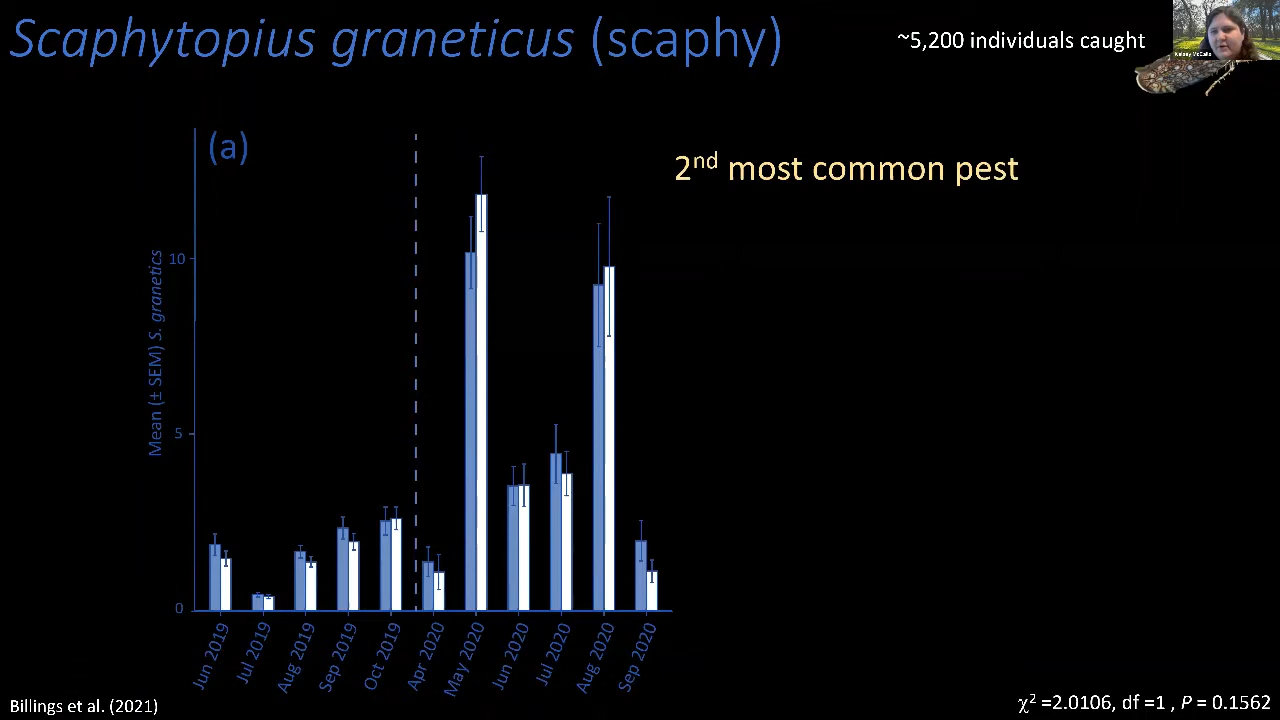 Scaphytopius graneticus (scaphy)
~5,200 individuals caught
Kelsey McCalla
(a)
2nd most common pest
Mean (± SEM) S. granetics
10
5
0
Jun 2019
Jul 2019
Aug 2019
Sep 2019
Oct 2019
Apr 2020
May 2020
Jun 2020
Jul 2020
Aug 2020
Sep 2020
Billings et al. (2021)
χ² =2.0106, df =1 , P = 0.1562